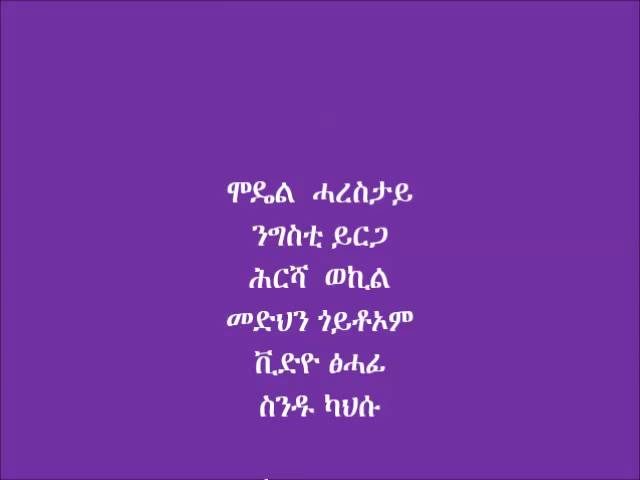 ሞዴል ሓረስታይ
ንግስቲ ይርጋ
ሕርሻ ወኪል
መድህን ጎይቶኦም
ቪድዮ ፅሓፊ
ስንዱ ካህሱ